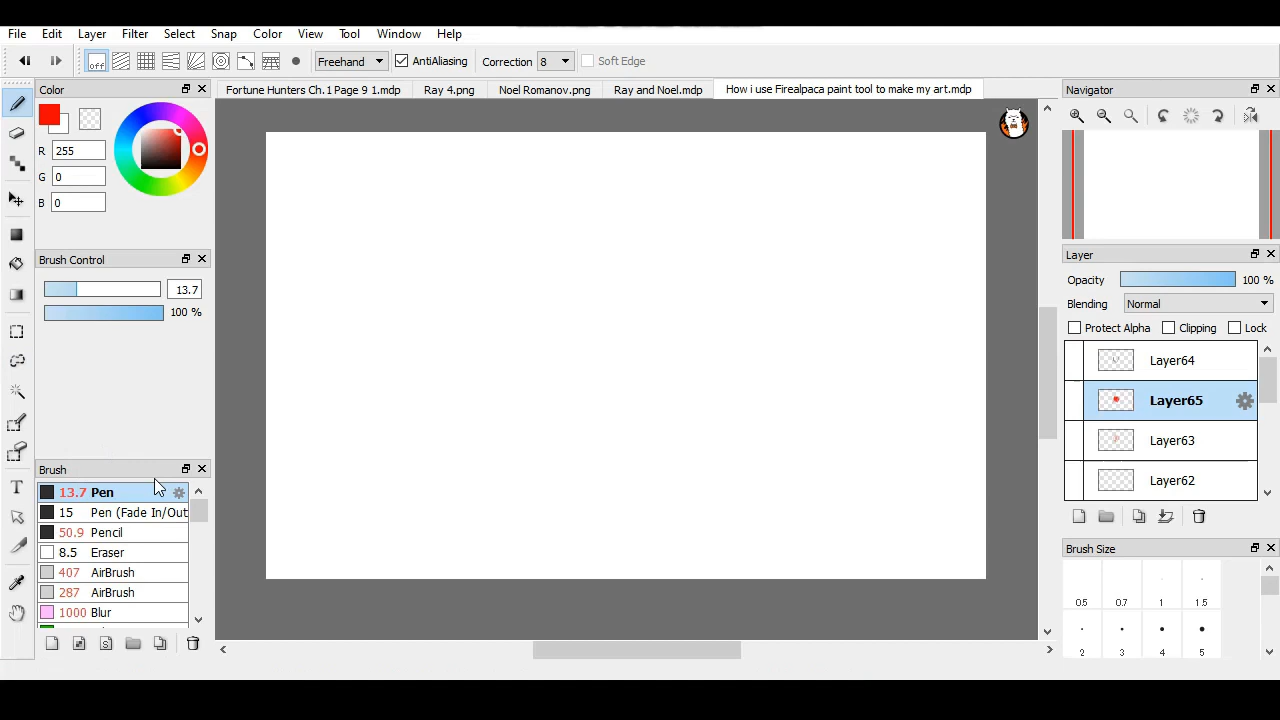 File Edit Layer Filter Select Snap Color View Tool Window Help
off Freehand AntiAliasing Correction 8 Soft Edge
Color
R 255
G 0
B 0
Brush Control
13.7
100 %
Brush
13.7 Pen
15 Pen (Fade In/Out
50.9 Pencil
8.5 Eraser
407 AirBrush
287 AirBrush
1000 Blur
S
T
Fortune Hunters Ch.1 Page 9 1.mdp Ray 4.png Noel Romanov.png Ray and Noel.mdp How i use Firealpaca paint tool to make my art.mdp
Navigator
Layer
Opacity 100 %
Blending Normal
Protect Alpha Clipping Lock
Layer64
Layer65
Layer63
Layer62
Brush Size
0.5 0.7 1 1.5
2 3 4 5